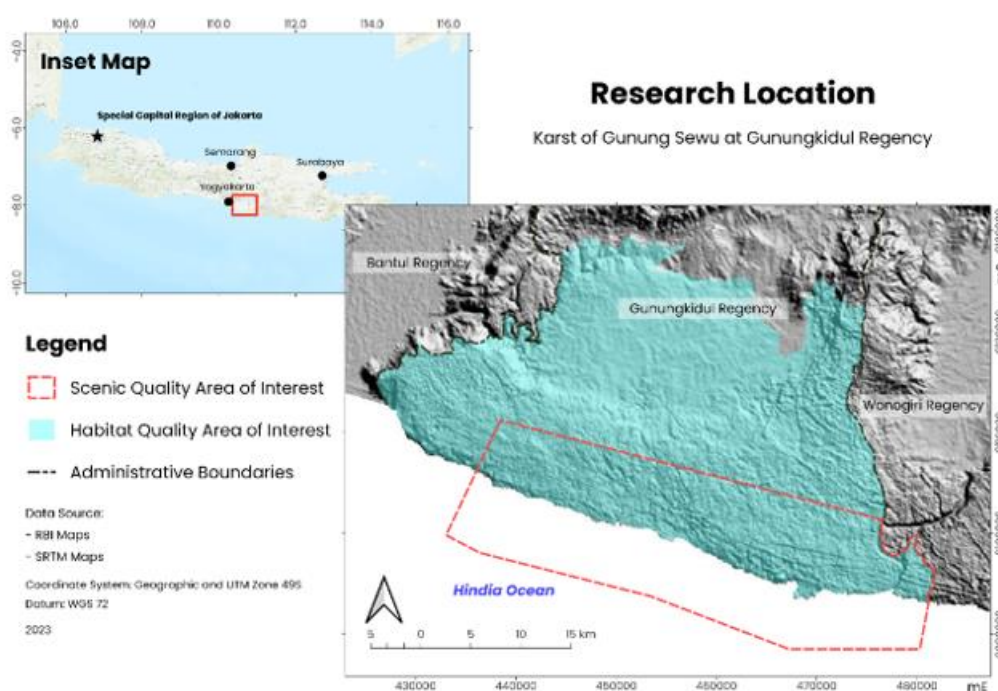 106.0 108.0 110.0 112.0 114.0 116.0
-4.0
-6.0
-8.0
-10.0
Inset Map
Special Capital Region of Jakarta
Semarang
Surabaya
Yogyakarta
Research Location
Karst of Gunung Sewu at Gunungkidul Regency
Bantul Regency
Gunungkidul Regency
Wonogiri Regency
Legend
Scenic Quality Area of Interest
Habitat Quality Area of Interest
Administrative Boundaries
Data Source:
- RBI Maps
- SRTM Maps
Coordinate System: Geographic and UTM Zone 49S
Datum: WGS 72
2023
Hindia Ocean
5 0 5 10 15 km
430000 440000 450000 460000 470000 480000 mE